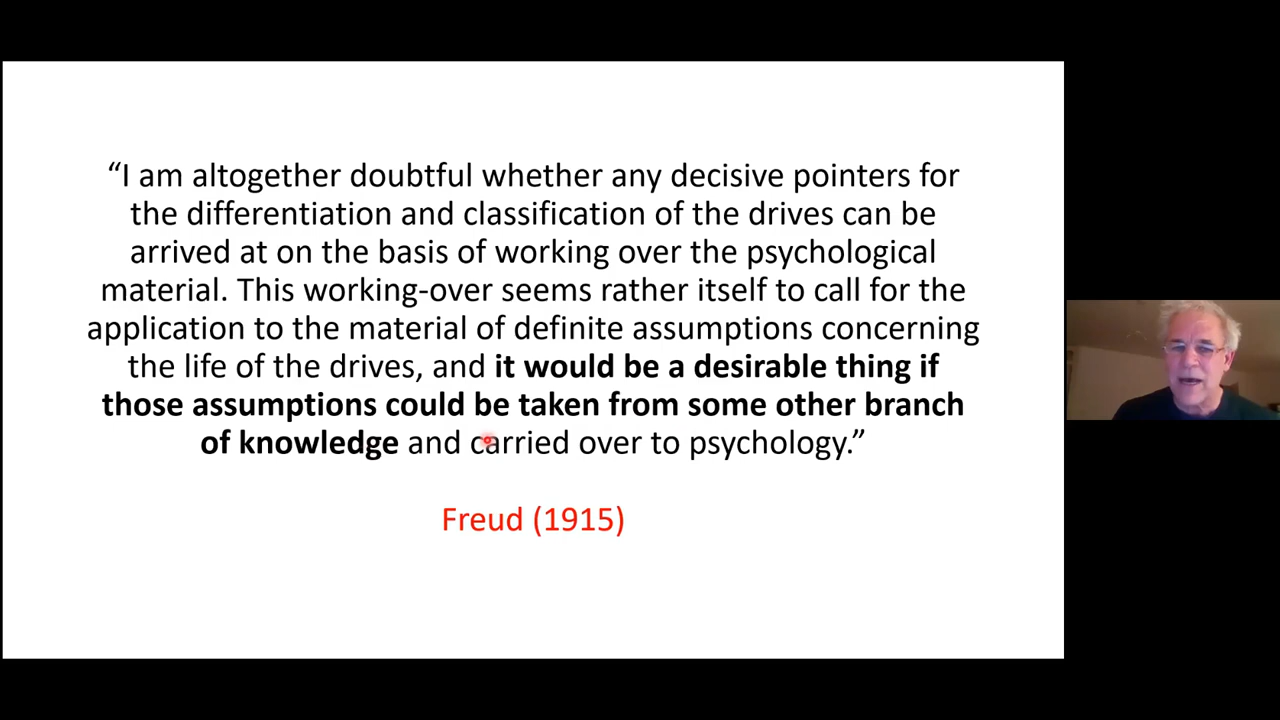 “I am altogether doubtful whether any decisive pointers for
the differentiation and classification of the drives can be
arrived at on the basis of working over the psychological
material. This working-over seems rather itself to call for the
application to the material of definite assumptions concerning
the life of the drives, and it would be a desirable thing if
those assumptions could be taken from some other branch
of knowledge and carried over to psychology.”
Freud (1915)